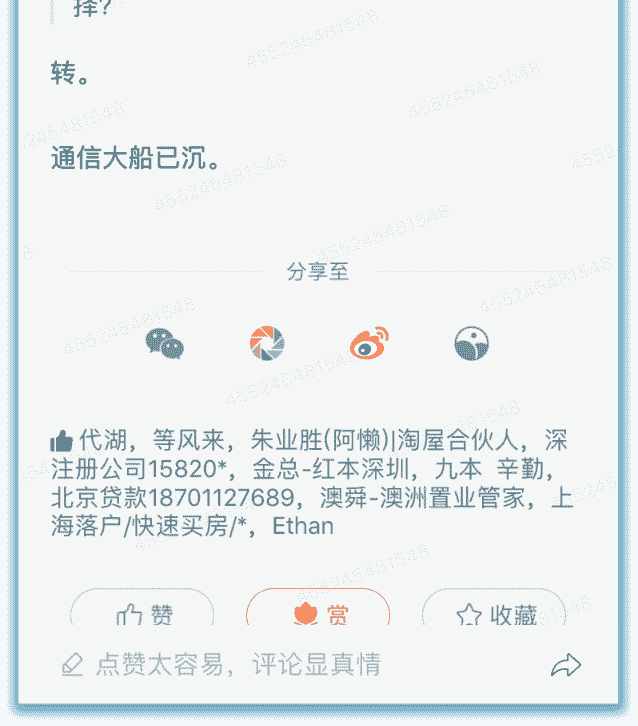 择?
转。
通信大船已沉。
分享至
代湖，等风来，朱业胜(阿懒)|淘屋合伙人，深
注册公司15820*，金总-红本深圳，九本 辛勤，
北京贷款18701127689，澳舜-澳洲置业管家，上
海落户/快速买房/*，Ethan
赞 赏 收藏
点赞太容易，评论显真情
455245481548